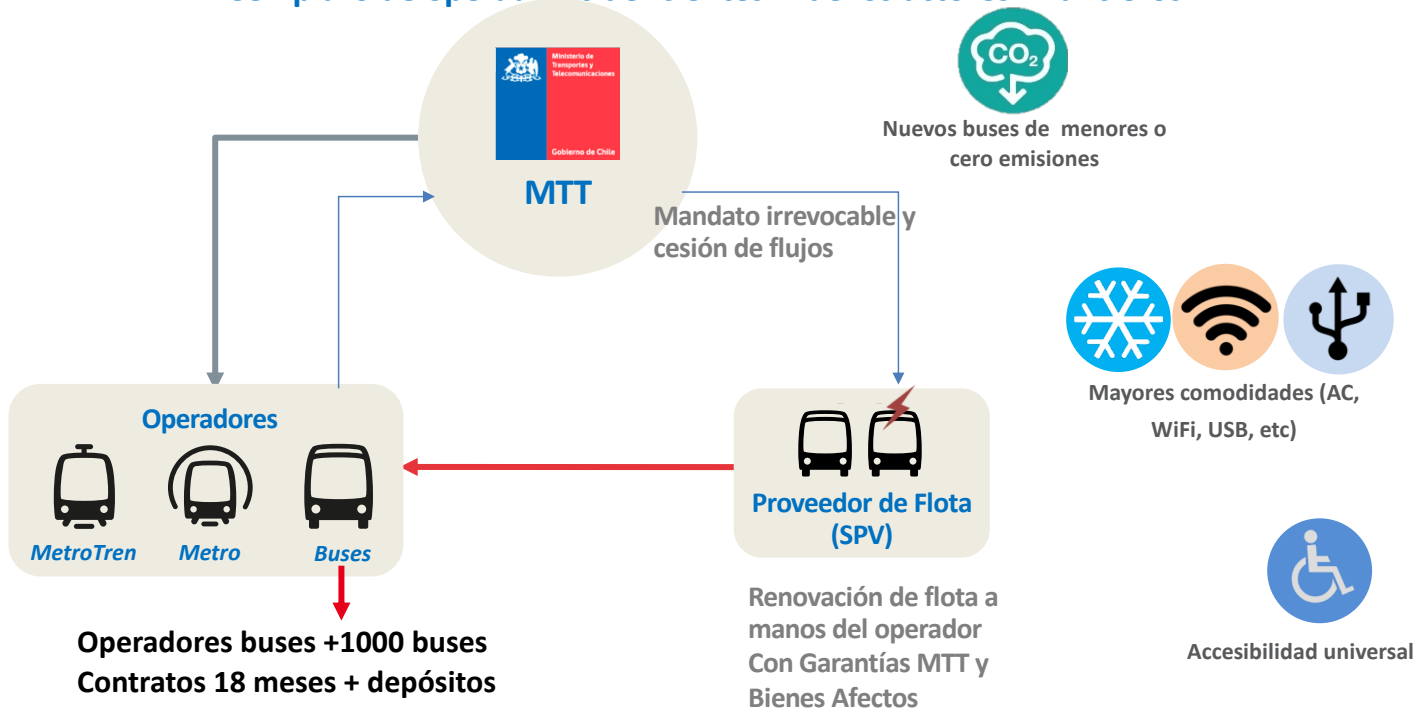 Ministerio de
Transportes y
Telecomunicaciones
Gobierno de Chile
MTT
CO2
Nuevos buses de menores o
cero emisiones
Mandato irrevocable y
cesión de flujos
Mayores comodidades (AC,
WiFi, USB, etc)
Operadores
MetroTren Metro Buses
Proveedor de Flota
(SPV)
Operadores buses +1000 buses
Contratos 18 meses + depósitos
Renovación de flota a
manos del operador
Con Garantías MTT y
Bienes Afectos
Accesibilidad universal